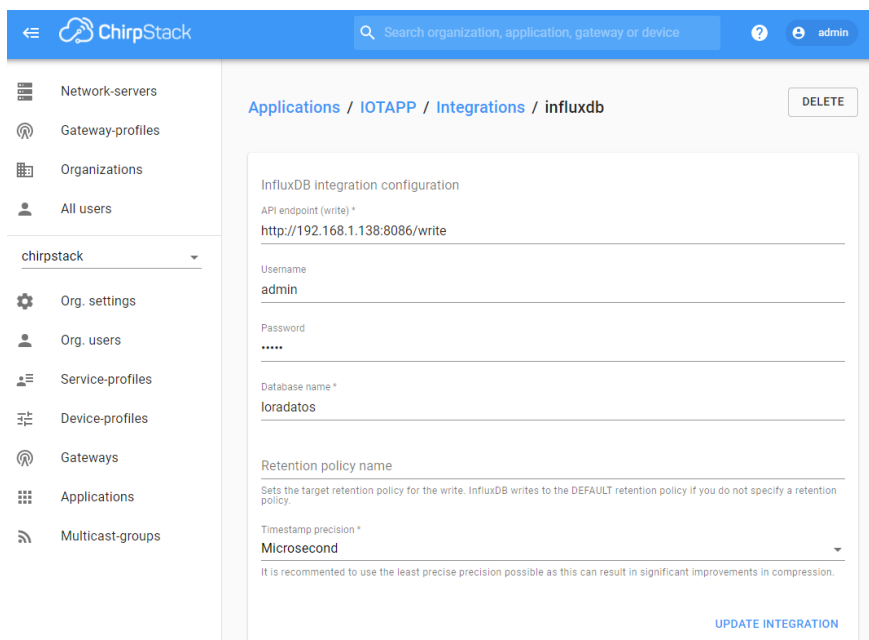 ChirpStack
Search organization, application, gateway or device
?
admin
Network-servers
Gateway-profiles
Organizations
All users
chirpstack
Org. settings
Org. users
Service-profiles
Device-profiles
Gateways
Applications
Multicast-groups
Applications / IOTAPP / Integrations / influxdb
DELETE
InfluxDB integration configuration
API endpoint (write) *
http://192.168.1.138:8086/write
Username
admin
Password
•••••
Database name *
loradatos
Retention policy name
Sets the target retention policy for the write. InfluxDB writes to the DEFAULT retention policy if you do not specify a retention
policy.
Timestamp precision *
Microsecond
It is recommented to use the least precise precision possible as this can result in significant improvements in compression.
UPDATE INTEGRATION